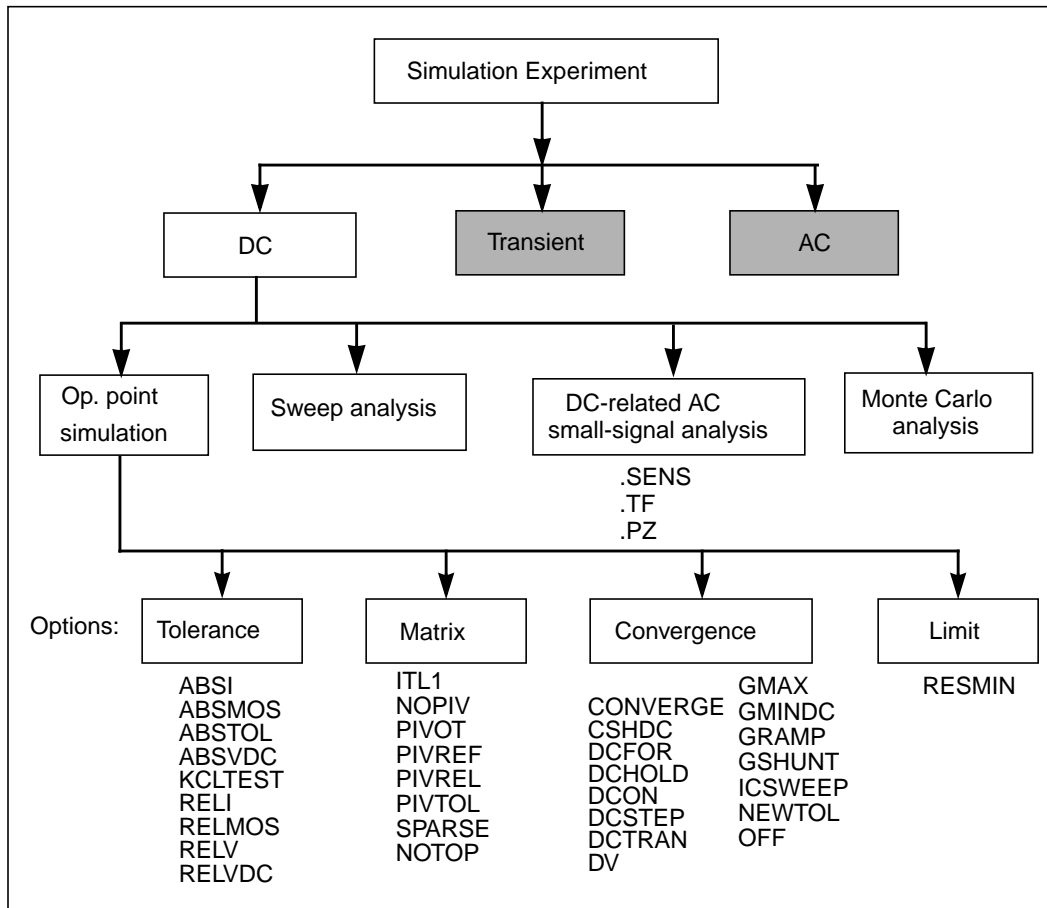 Simulation Experiment
DC
Transient
AC
Op. point
simulation
Sweep analysis
DC-related AC
small-signal analysis
Monte Carlo
analysis
.SENS
.TF
.PZ
Options:
Tolerance
Matrix
Convergence
Limit
ABSI
ABSMOS
ABSTOL
ABSVDC
KCLTEST
RELI
RELMOS
RELV
RELVDC
ITL1
NOPIV
PIVOT
PIVREF
PIVREL
PIVTOL
SPARSE
NOTOP
CONVERGE
CSHDC
DCFOR
DCHOLD
DCON
DCSTEP
DCTRAN
DV
GMAX
GMINDC
GRAMP
GSHUNT
ICSWEEP
NEWTOL
OFF
RESMIN